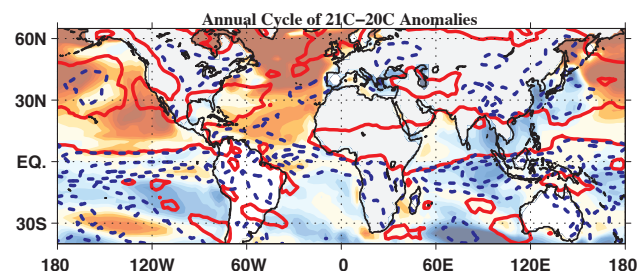 Annual Cycle of 21C−20C Anomalies
60N
30N
EQ.
30S
180 120W 60W 0 60E 120E 180